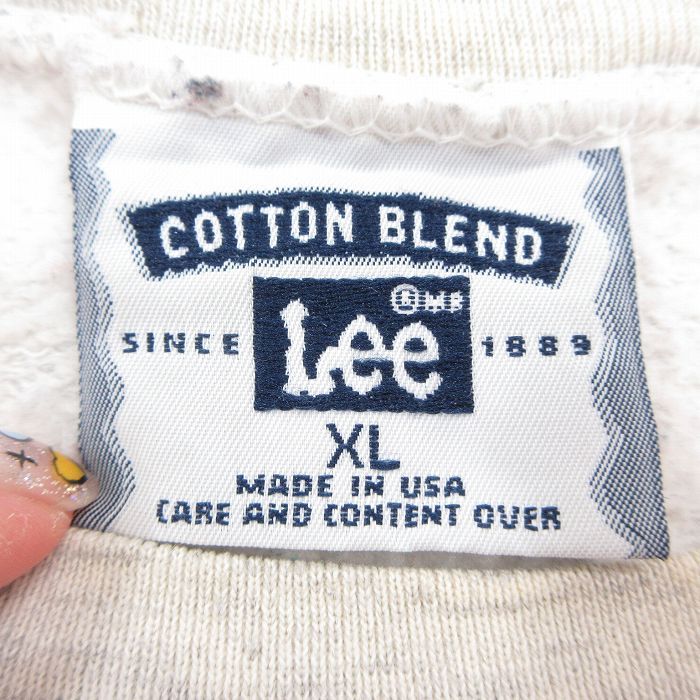 COTTON BLEND
Lee
SINCE 1889
XL
MADE IN USA
CARE AND CONTENT OVER